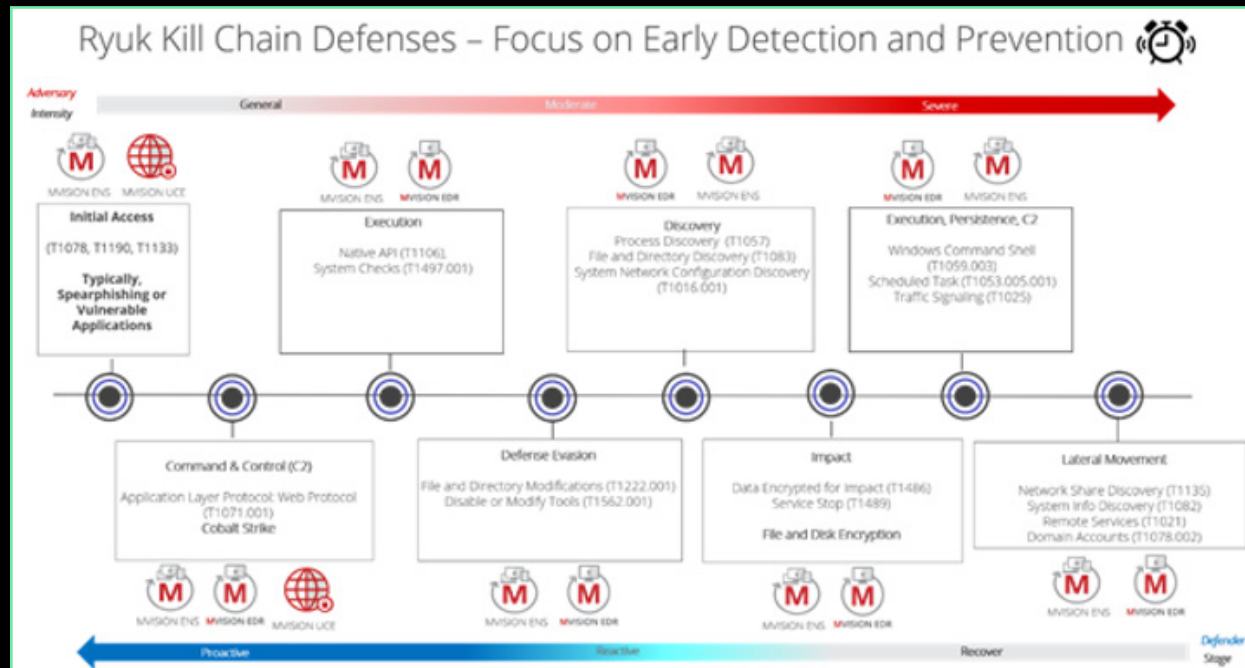 Ryuk Kill Chain Defenses – Focus on Early Detection and Prevention
Adversary
Intensity
General
Moderate
Severe
MVISION ENS
MVISION UCE
MVISION ENS
MVISION EDR
MVISION EDR
MVISION ENS
MVISION EDR
MVISION ENS
Initial Access
(T1078, T1190, T1133)
Typically,
Spearphishing or
Vulnerable
Applications
Execution
Native API (T1106),
System Checks (T1497.001)
Discovery
Process Discovery (T1057)
File and Directory Discovery (T1083)
System Network Configuration Discovery
(T1016.001)
Execution, Persistence, C2
Windows Command Shell
(T1059.003)
Scheduled Task (T1053.005.001)
Traffic Signaling (T1025)
Command & Control (C2)
Application Layer Protocol: Web Protocol
(T1071.001)
Cobalt Strike
Defense Evasion
File and Directory Modifications (T1222.001)
Disable or Modify Tools (T1562.001)
Impact
Data Encrypted for Impact (T1486)
Service Stop (T1489)
File and Disk Encryption
Lateral Movement
Network Share Discovery (T1135)
System Info Discovery (T1082)
Remote Services (T1021)
Domain Accounts (T1078.002)
MVISION ENS
MVISION EDR
MVISION UCE
MVISION ENS
MVISION EDR
MVISION ENS
MVISION EDR
MVISION ENS
MVISION EDR
Proactive
Reactive
Recover
Defender
Stage